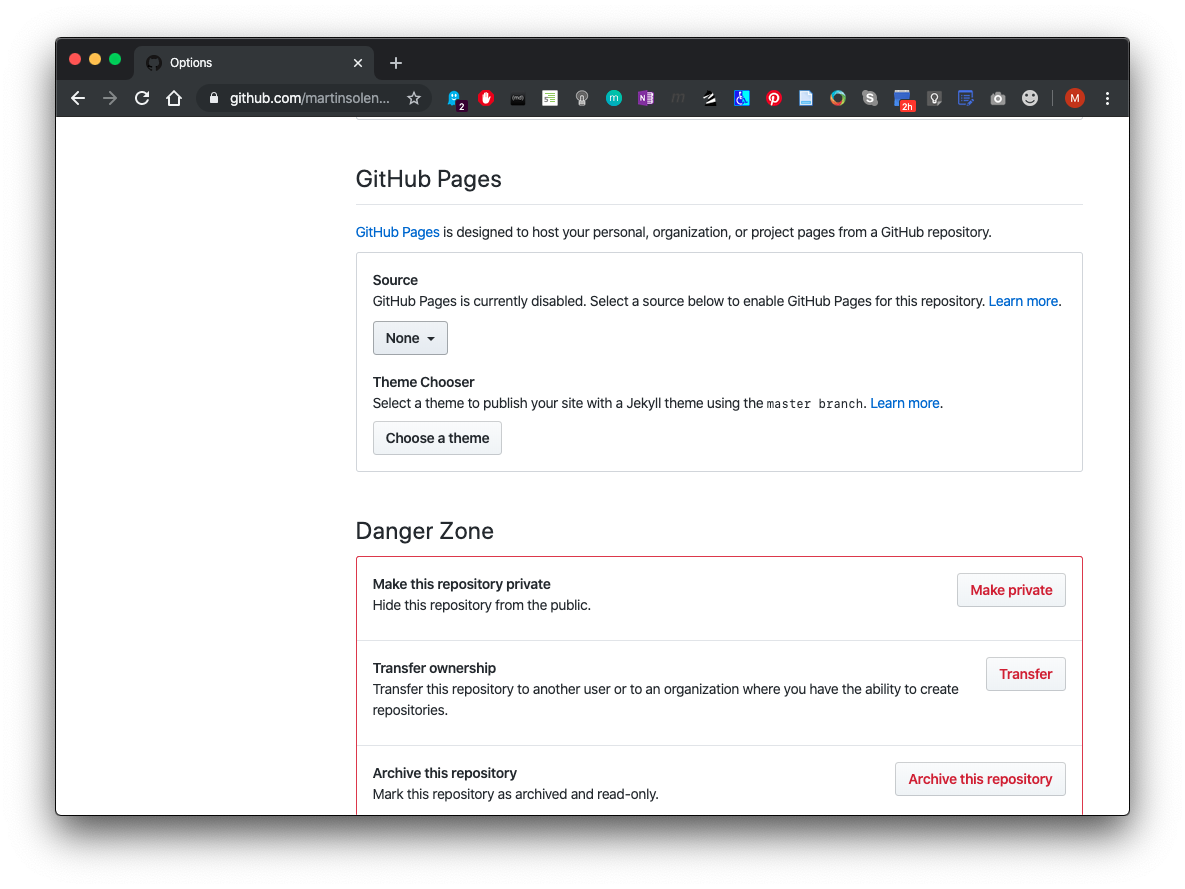 Options
github.com/martinsolen...
2
2h
M
GitHub Pages
GitHub Pages is designed to host your personal, organization, or project pages from a GitHub repository.
Source
GitHub Pages is currently disabled. Select a source below to enable GitHub Pages for this repository. Learn more.
None
Theme Chooser
Select a theme to publish your site with a Jekyll theme using the master branch. Learn more.
Choose a theme
Danger Zone
Make this repository private
Hide this repository from the public.
Make private
Transfer ownership
Transfer this repository to another user or to an organization where you have the ability to create
repositories.
Transfer
Archive this repository
Mark this repository as archived and read-only.
Archive this repository